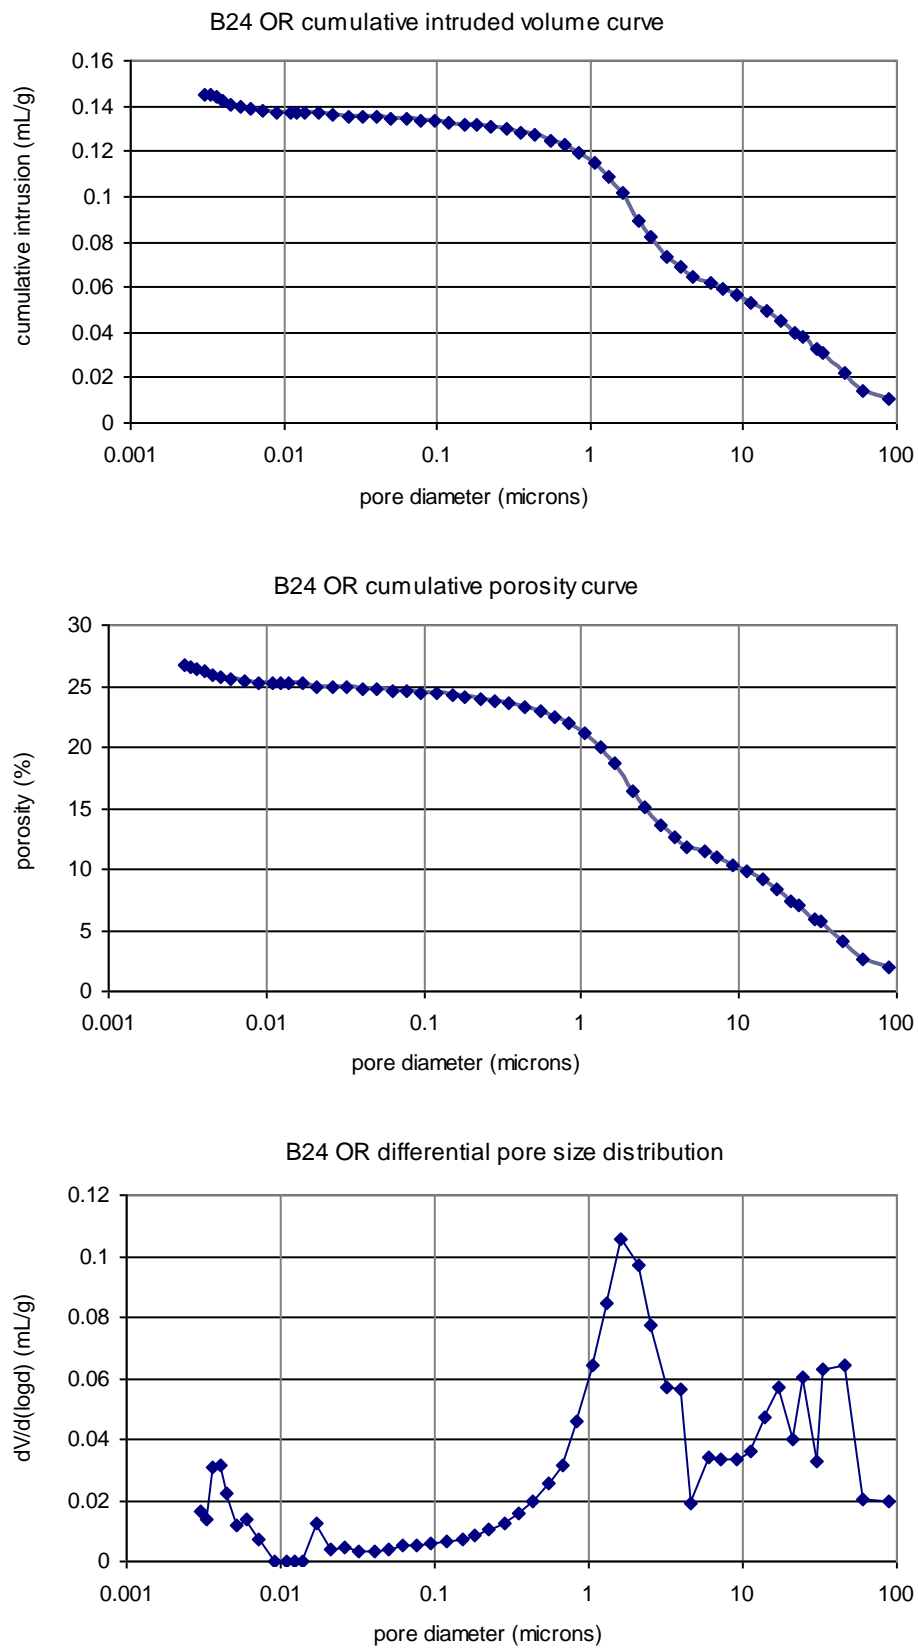 B24 OR cumulative intruded volume curve
0.16
0.14
0.12
0.1
0.08
0.06
0.04
0.02
0
cumulative intrusion (mL/g)
0.001 0.01 0.1 1 10 100
pore diameter (microns)
B24 OR cumulative porosity curve
30
25
20
15
10
5
0
porosity (%)
0.001 0.01 0.1 1 10 100
pore diameter (microns)
B24 OR differential pore size distribution
0.12
0.1
0.08
0.06
0.04
0.02
0
dV/d(logd) (mL/g)
0.001 0.01 0.1 1 10 100
pore diameter (microns)